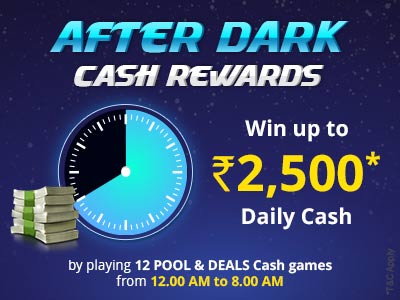 AFTER DARK
CASH REWARDS
Win up to
₹2,500*
Daily Cash
by playing 12 POOL & DEALS Cash games
from 12.00 AM to 8.00 AM
*T&C Apply